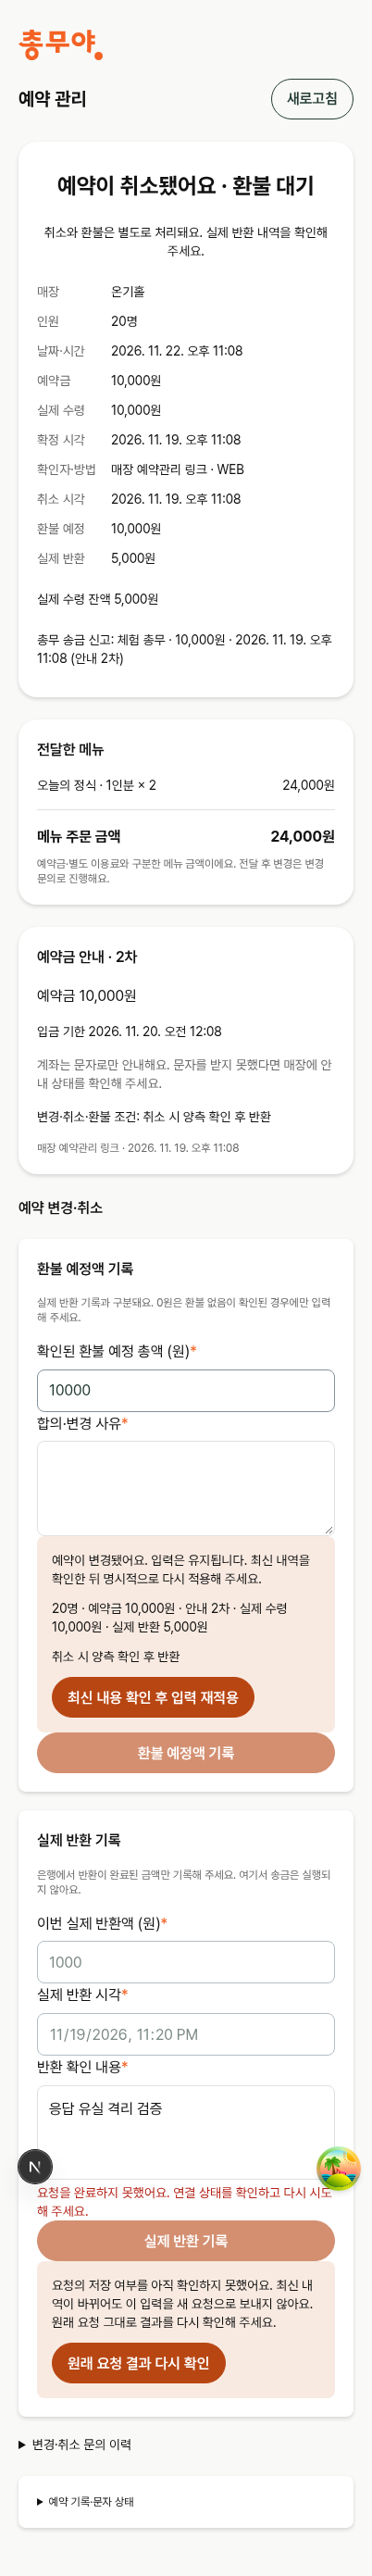 총무야.
예약 관리
새로고침
예약이 취소됐어요 · 환불 대기
취소와 환불은 별도로 처리돼요. 실제 환불 내역을 확인해
주세요.
매장 온기홀
인원 20명
날짜·시간 2026. 11. 22. 오후 11:08
예약금 10,000원
실제 수령 10,000원
확정 시각 2026. 11. 19. 오후 11:08
확인자·방법 매장 예약관리 링크 · WEB
취소 시각 2026. 11. 19. 오후 11:08
환불 예정 10,000원
실제 반환 5,000원
실제 수령 잔액 5,000원
총무 송금 신고: 체험 총무 · 10,000원 · 2026. 11. 19. 오후
11:08 (안내 2차)
전달한 메뉴
오늘의 정식 · 1인분 × 2 24,000원
메뉴 주문 금액 24,000원
예약금·별도 이용료와 구분한 메뉴 금액이에요. 전달 후 변경은 변경
문의로 진행해요.
예약금 안내 · 2차
예약금 10,000원
입금 기한 2026. 11. 20. 오전 12:08
계좌는 문자로만 안내해요. 문자를 받지 못했다면 매장에 안
내 상태를 확인해 주세요.
변경·취소·환불 조건: 취소 시 양측 확인 후 반환
매장 예약관리 링크 · 2026. 11. 19. 오후 11:08
예약 변경·취소
환불 예정액 기록
실제 반환 기록과 구분돼요. 0원은 환불 없음이 확인된 경우에만 입력
해 주세요.
확인된 환불 예정 총액 (원)*
10000
합의·변경 사유*
예약이 변경됐어요. 입력은 유지됩니다. 최신 내역을
확인한 뒤 명시적으로 다시 적용해 주세요.
20명 · 예약금 10,000원 · 안내 2차 · 실제 수령
10,000원 · 실제 반환 5,000원
취소 시 양측 확인 후 반환
최신 내용 확인 후 입력 재적용
환불 예정액 기록
실제 반환 기록
은행에서 반환이 완료된 금액만 기록해 주세요. 여기서 송금은 실행되
지 않아요.
이번 실제 반환액 (원)*
1000
실제 반환 시각*
11/19/2026, 11:20 PM
반환 확인 내용*
응답 유실 격리 검증
N
요청을 완료하지 못했어요. 연결 상태를 확인하고 다시 시도
해 주세요.
실제 반환 기록
요청의 저장 여부를 아직 확인하지 못했어요. 최신 내
역이 바뀌어도 이 입력을 새 요청으로 보내지 않아요.
원래 요청 그대로 결과를 다시 확인해 주세요.
원래 요청 결과 다시 확인
▶ 변경·취소 문의 이력
▶ 예약 기록·문자 상태